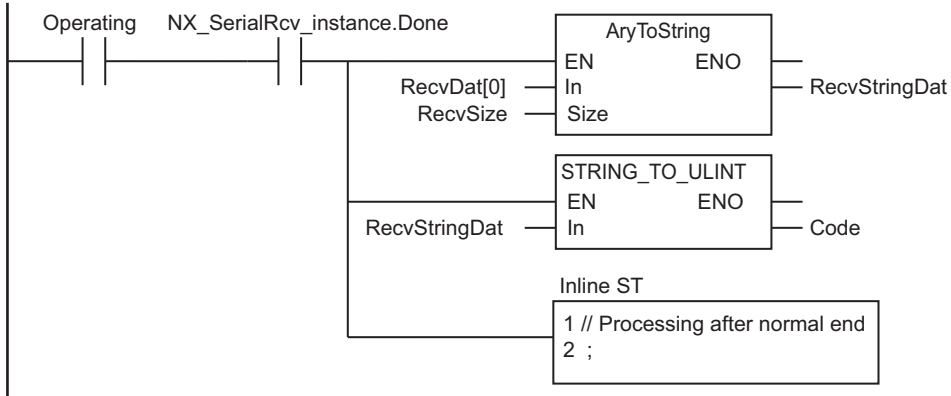 Operating NX_SerialRcv_instance.Done
AryToString
EN ENO
RecvDat[0] In RecvStringDat
RecvSize Size
STRING_TO_ULINT
EN ENO
RecvStringDat In Code
Inline ST
1 // Processing after normal end
2 ;